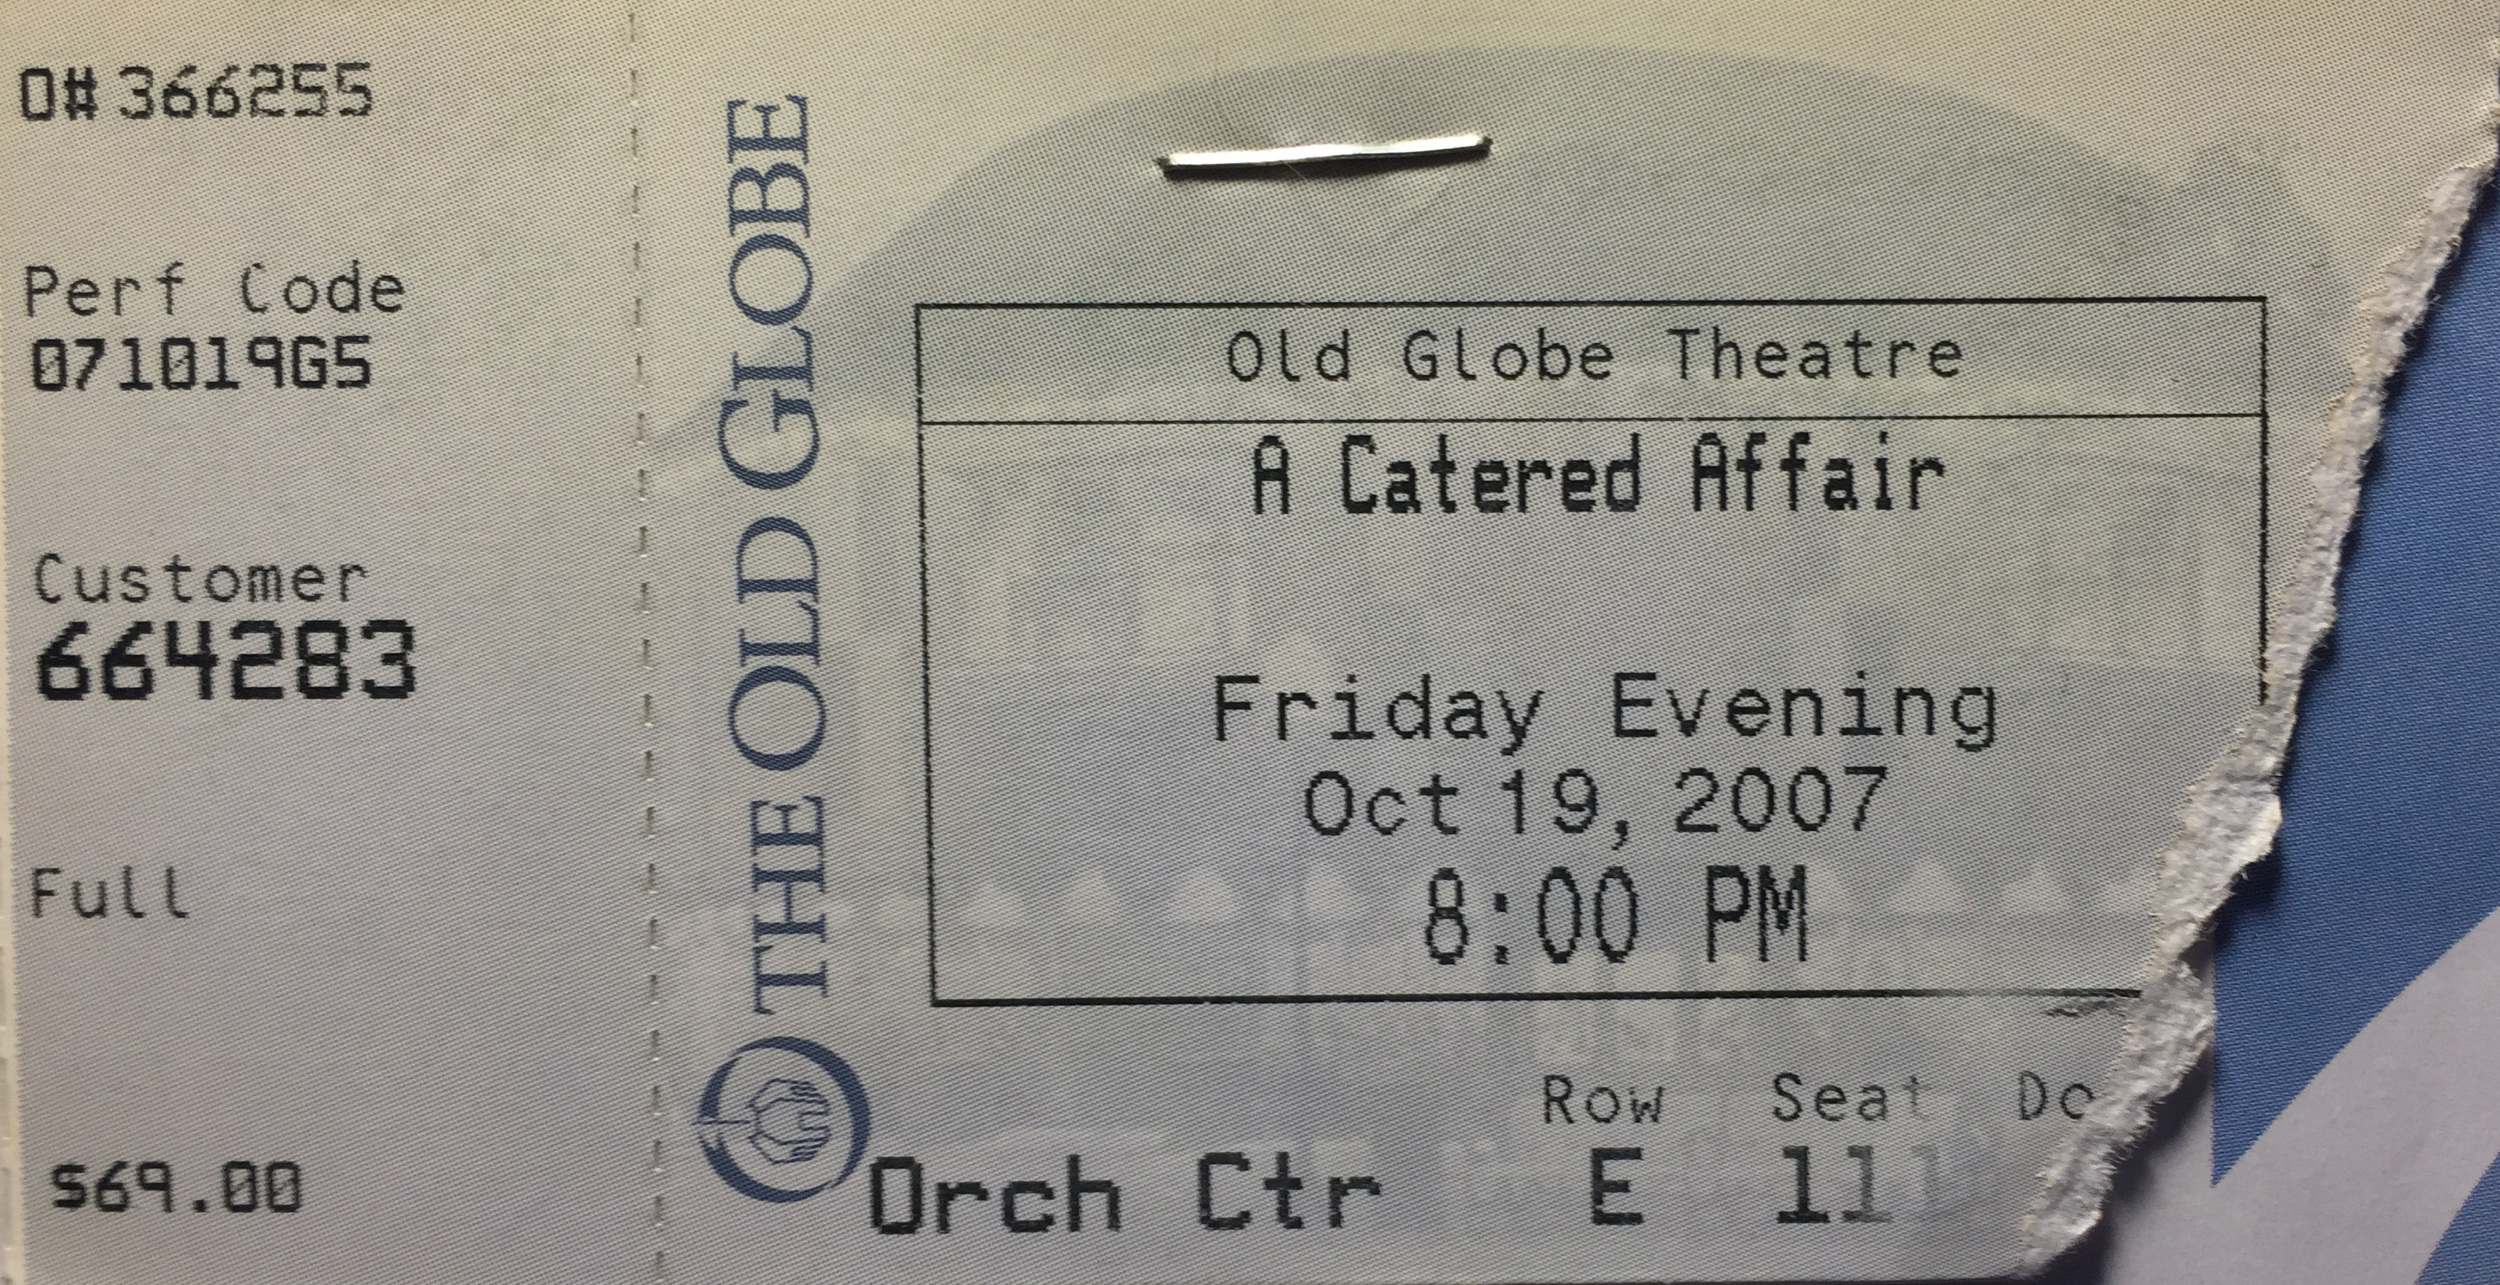 O# 366255
Perf Code
071019G5
Customer
664283
Full
$69.00
THE OLD GLOBE
Old Globe Theatre
A Catered Affair
Friday Evening
Oct 19, 2007
8:00 PM
Row Seat
Orch Ctr E